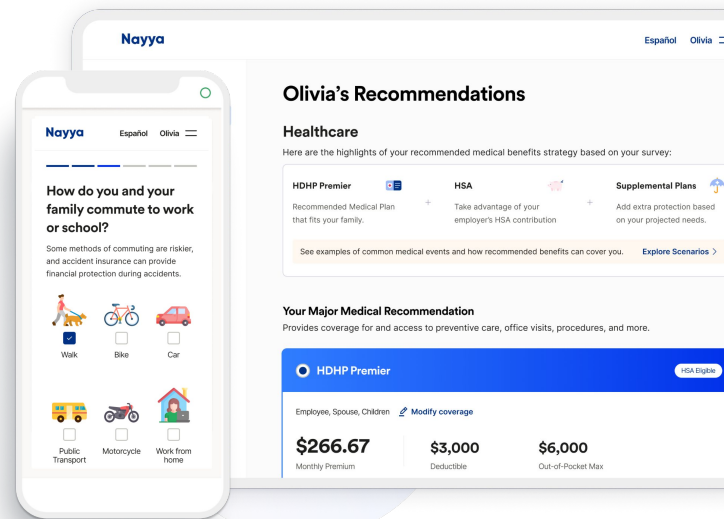 Nayya
Español Olivia
Olivia's Recommendations
Healthcare
Here are the highlights of your recommended medical benefits strategy based on your survey:
HDHP Premier
Recommended Medical Plan
that fits your family.
+
HSA
Take advantage of your
employer's HSA contribution
+
Supplemental Plans
Add extra protection based
on your projected needs.
See examples of common medical events and how recommended benefits can cover you. Explore Scenarios >
Your Major Medical Recommendation
Provides coverage for and access to preventive care, office visits, procedures, and more.
HDHP Premier HSA Eligible
Employee, Spouse, Children Modify coverage
$266.67 $3,000 $6,000
Monthly Premium Deductible Out-of-Pocket Max
Nayya Español Olivia
How do you and your
family commute to work
or school?
Some methods of commuting are riskier,
and accident insurance can provide
financial protection during accidents.
Walk Bike Car
Public
Transport
Motorcycle
Work from
home